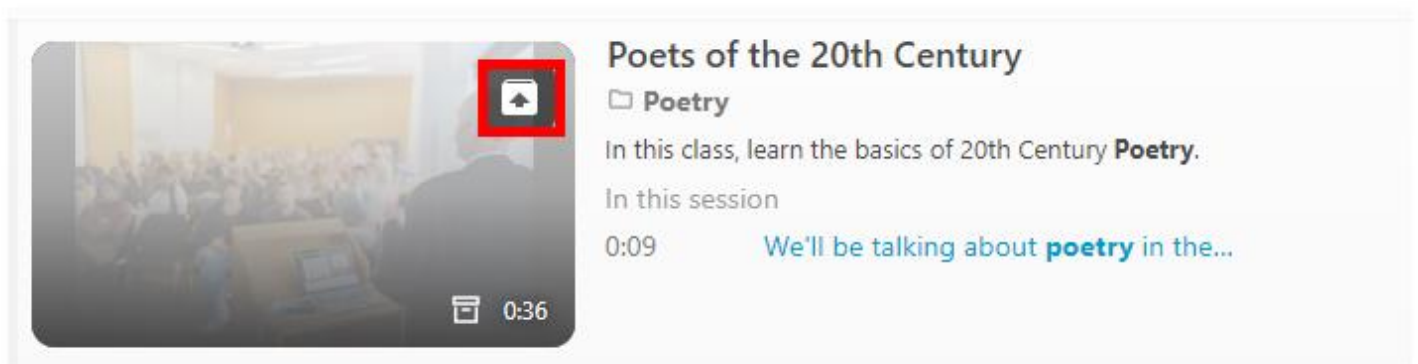 Poets of the 20th Century
Poetry
In this class, learn the basics of 20th Century Poetry.
In this session
0:09 We'll be talking about poetry in the...
0:36